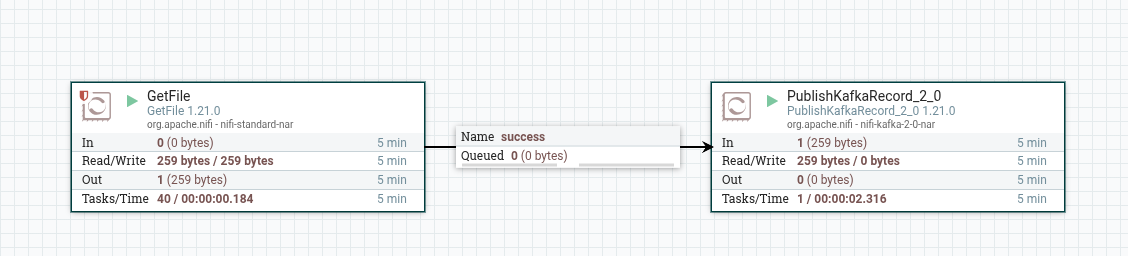 GetFile
GetFile 1.21.0
org.apache.nifi - nifi-standard-nar
In 0 (0 bytes) 5 min
Read/Write 259 bytes / 259 bytes 5 min
Out 1 (259 bytes) 5 min
Tasks/Time 40 / 00:00:00.184 5 min
Name success
Queued 0 (0 bytes)
PublishKafkaRecord_2_0
PublishKafkaRecord_2_0 1.21.0
org.apache.nifi - nifi-kafka-2-0-nar
In 1 (259 bytes) 5 min
Read/Write 259 bytes / 0 bytes 5 min
Out 0 (0 bytes) 5 min
Tasks/Time 1 / 00:00:02.316 5 min